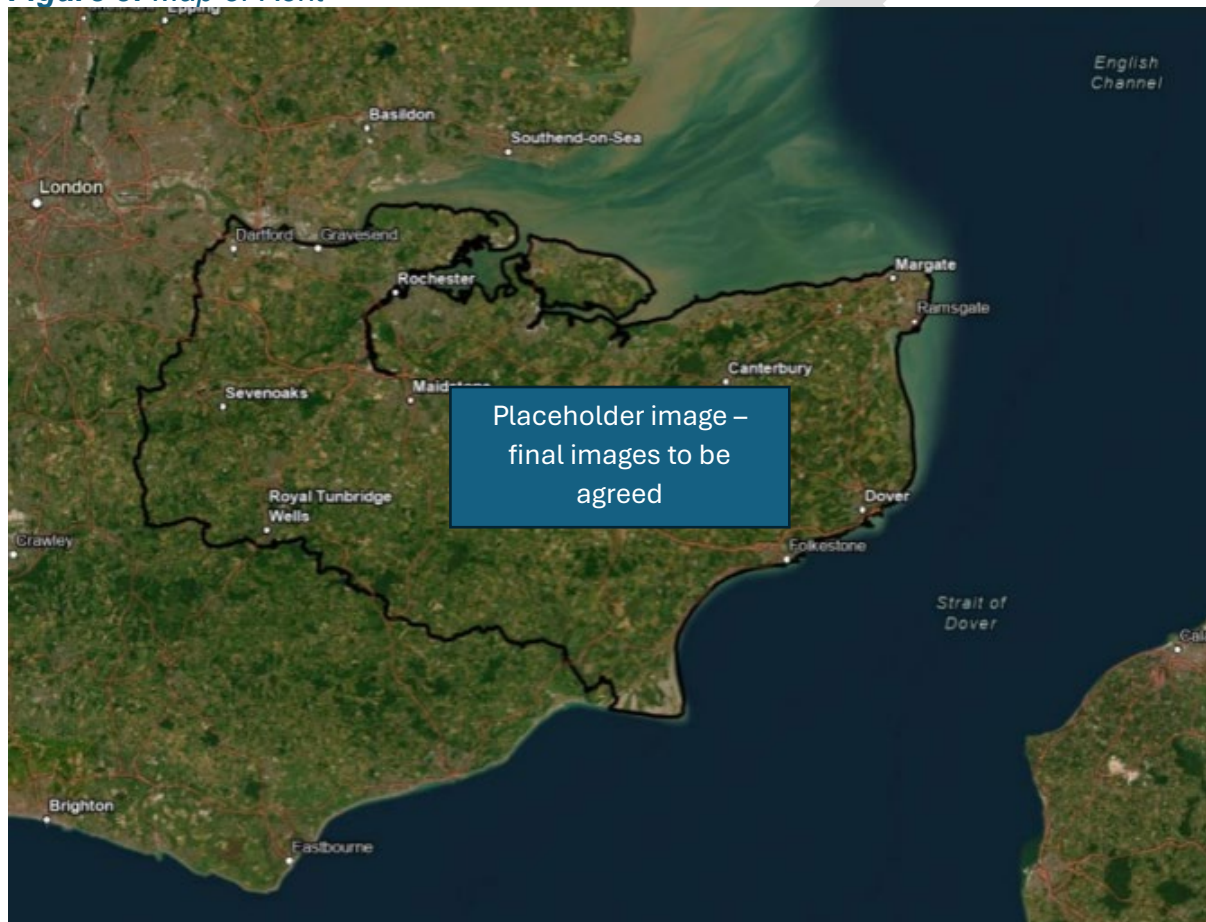 Epping
English
Channel
Basildon
Southend-on-Sea
London
Dartford
Gravesend
Rochester
Margate
Ramsgate
Canterbury
Sevenoaks
Placeholder image –
final images to be
agreed
Royal Tunbridge
Wells
Dover
Crawley
Folkestone
Strait of
Dover
Brighton
Eastbourne